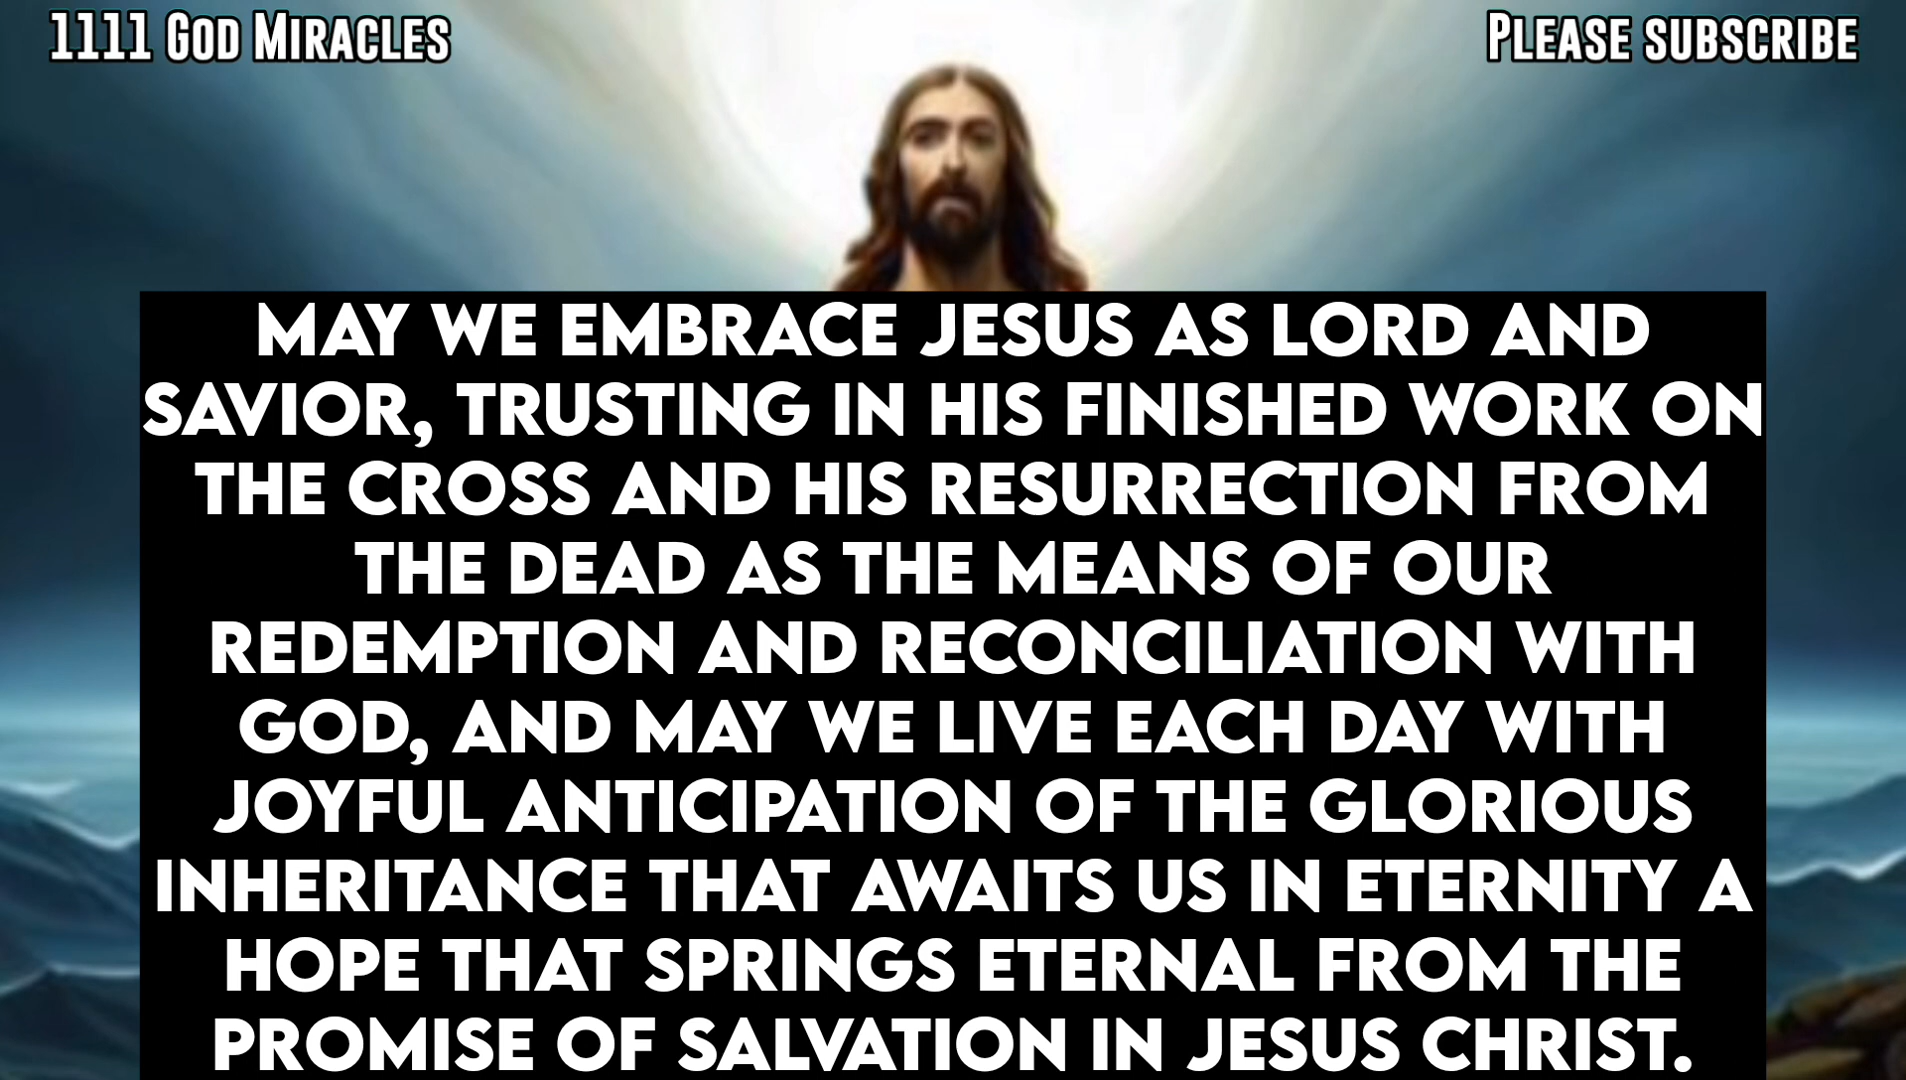 1111 God Miracles
Please subscribe
MAY WE EMBRACE JESUS AS LORD AND
SAVIOR, TRUSTING IN HIS FINISHED WORK ON
THE CROSS AND HIS RESURRECTION FROM
THE DEAD AS THE MEANS OF OUR
REDEMPTION AND RECONCILIATION WITH
GOD, AND MAY WE LIVE EACH DAY WITH
JOYFUL ANTICIPATION OF THE GLORIOUS
INHERITANCE THAT AWAITS US IN ETERNITY A
HOPE THAT SPRINGS ETERNAL FROM THE
PROMISE OF SALVATION IN JESUS CHRIST.